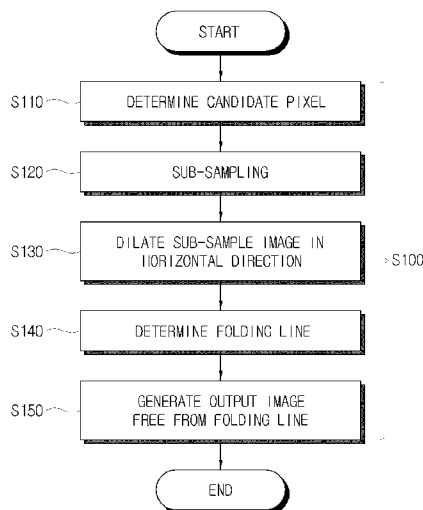 START
S110
DETERMINE CANDIDATE PIXEL
S120
SUB-SAMPLING
S130
DILATE SUB-SAMPLE IMAGE IN
HORIZONTAL DIRECTION
S100
S140
DETERMINE FOLDING LINE
S150
GENERATE OUTPUT IMAGE
FREE FROM FOLDING LINE
END